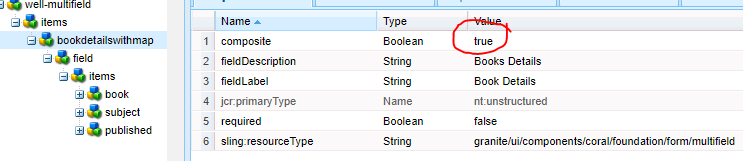 well-multifield
items
bookdetailswithmap
field
items
book
subject
published
Name Type Value
1 composite Boolean true
2 fieldDescription String Books Details
3 fieldLabel String Book Details
4 jcr:primaryType Name nt:unstructured
5 required Boolean false
6 sling:resourceType String granite/ui/components/coral/foundation/form/multifield